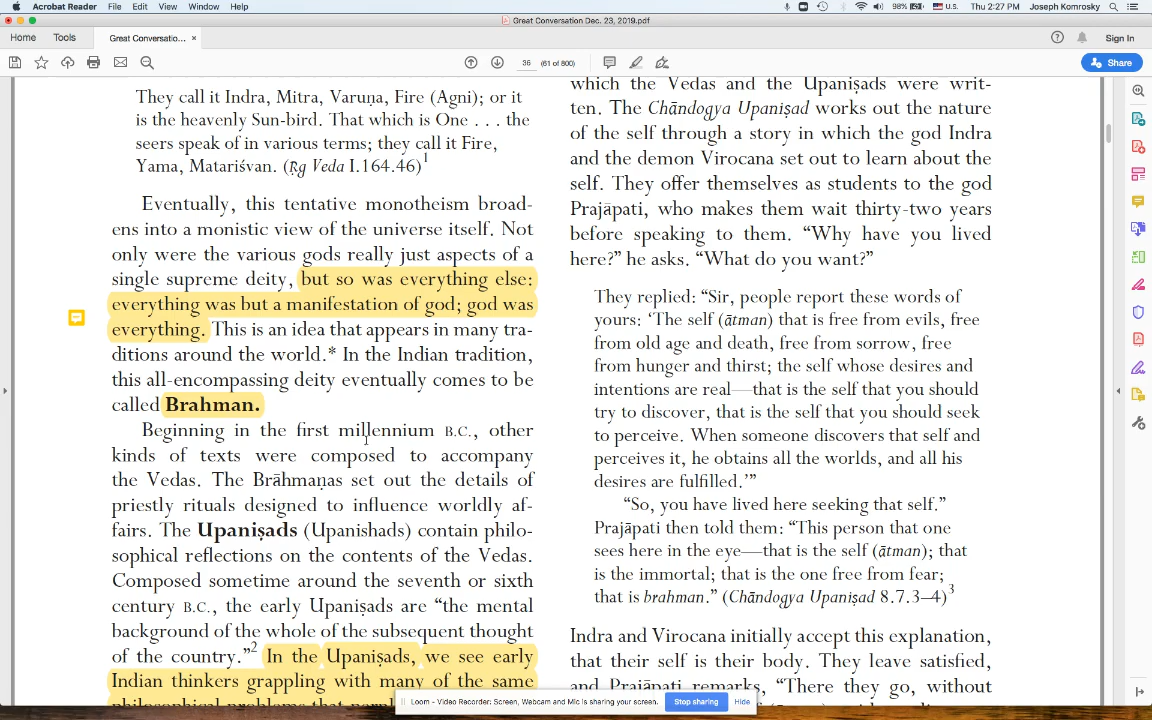 Acrobat Reader File Edit View Window Help 98% U.S. Thu 2:27 PM Joseph Komrosky
Great Conversation Dec. 23, 2019.pdf
Home Tools Great Conversatio... × Sign In
36 (61 of 800) Share
They call it Indra, Mitra, Varuṇa, Fire (Agni); or it
is the heavenly Sun-bird. That which is One . . . the
seers speak of in various terms; they call it Fire,
Yama, Matariśvan. (Ṛg Veda I.164.46)1
Eventually, this tentative monotheism broad-
ens into a monistic view of the universe itself. Not
only were the various gods really just aspects of a
single supreme deity, but so was everything else:
everything was but a manifestation of god; god was
everything. This is an idea that appears in many tra-
ditions around the world.* In the Indian tradition,
this all-encompassing deity eventually comes to be
called Brahman.
Beginning in the first millennium B.C., other
kinds of texts were composed to accompany
the Vedas. The Brāhmaṇas set out the details of
priestly rituals designed to influence worldly af-
fairs. The Upaniṣads (Upanishads) contain philo-
sophical reflections on the contents of the Vedas.
Composed sometime around the seventh or sixth
century B.C., the early Upaniṣads are “the mental
background of the whole of the subsequent thought
of the country.”2 In the Upaniṣads, we see early
Indian thinkers grappling with many of the same
which the Vedas and the Upaniṣads were writ-
ten. The Chāndogya Upaniṣad works out the nature
of the self through a story in which the god Indra
and the demon Virocana set out to learn about the
self. They offer themselves as students to the god
Prajāpati, who makes them wait thirty-two years
before speaking to them. “Why have you lived
here?” he asks. “What do you want?”
They replied: “Sir, people report these words of
yours: ‘The self (ātman) that is free from evils, free
from old age and death, free from sorrow, free
from hunger and thirst; the self whose desires and
intentions are real—that is the self that you should
try to discover, that is the self that you should seek
to perceive. When someone discovers that self and
perceives it, he obtains all the worlds, and all his
desires are fulfilled.’”
“So, you have lived here seeking that self.”
Prajāpati then told them: “This person that one
sees here in the eye—that is the self (ātman); that
is the immortal; that is the one free from fear;
that is brahman.” (Chāndogya Upaniṣad 8.7.3–4)3
Indra and Virocana initially accept this explanation,
that their self is their body. They leave satisfied,
and Prajāpati remarks, “There they go, without
Loom - Video Recorder: Screen, Webcam and Mic is sharing your screen. Stop sharing Hide